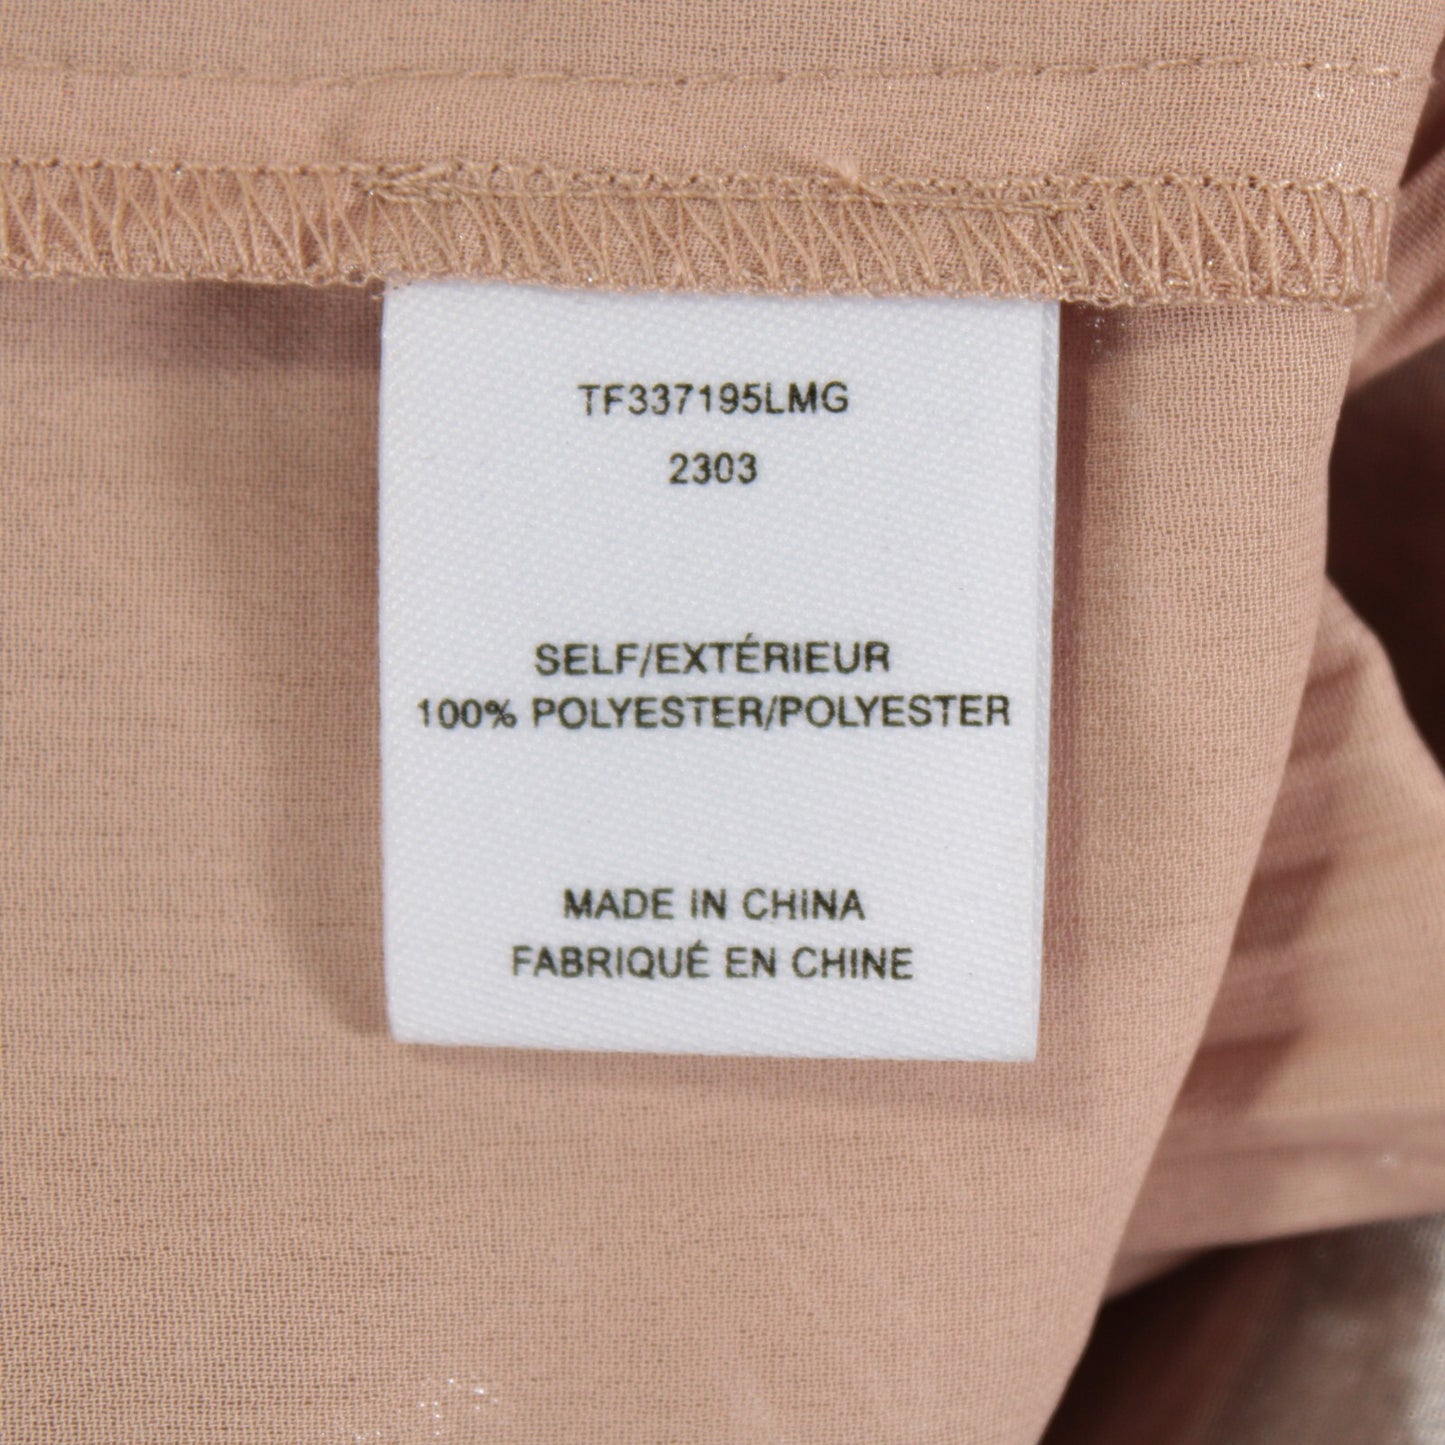 TF337195LMG
2303
SELF/EXTÉRIEUR
100% POLYESTER/POLYESTER
MADE IN CHINA
FABRIQUÉ EN CHINE